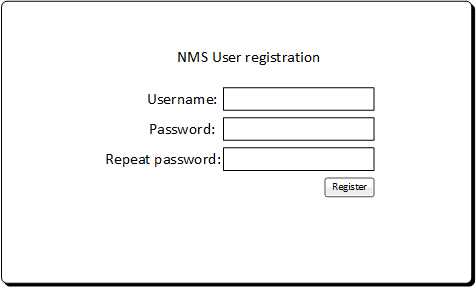 NMS User registration
Username:
Password:
Repeat password:
Register